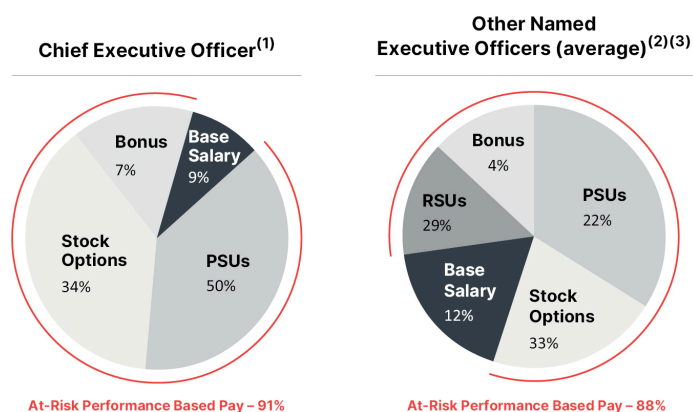 Chief Executive Officer(1)
Bonus
7%
Base
Salary
9%
Stock
Options
34%
PSUs
50%
At-Risk Performance Based Pay – 91%
Other Named
Executive Officers (average)(2)(3)
Bonus
4%
PSUs
22%
RSUs
29%
Base
Salary
12%
Stock
Options
33%
At-Risk Performance Based Pay – 88%